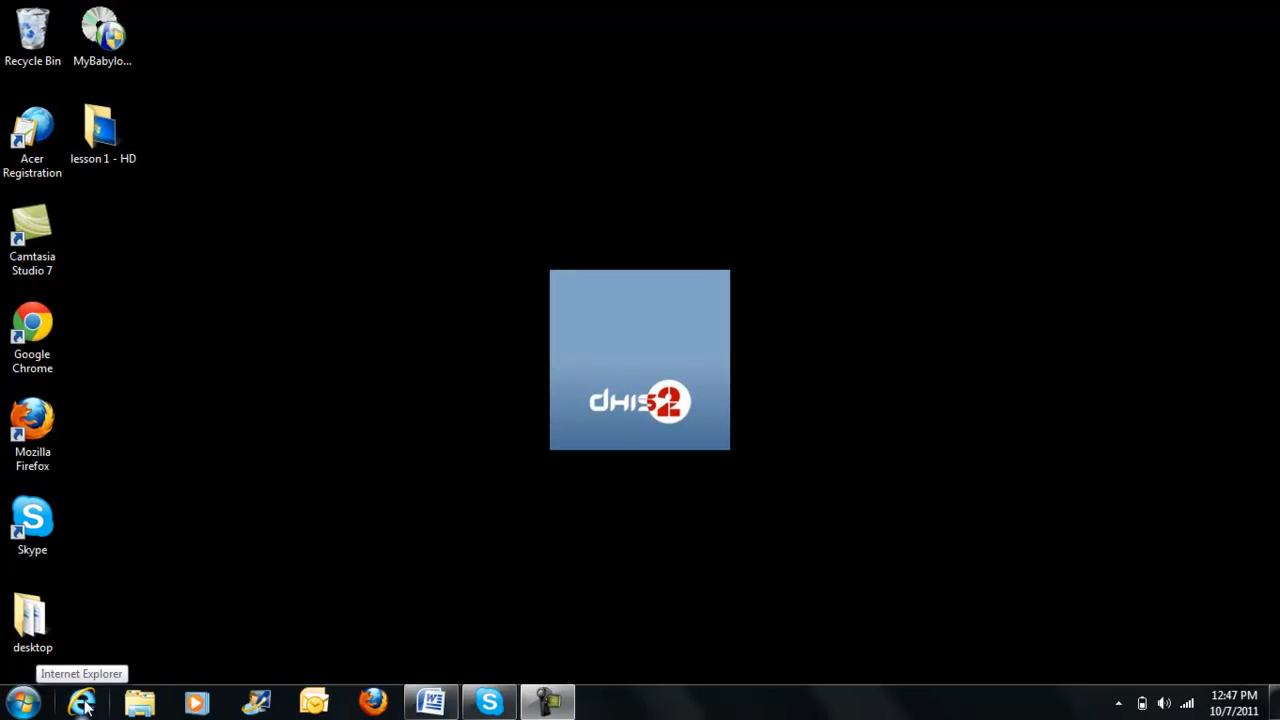 Recycle Bin
MyBabylo...
Acer
Registration
lesson 1 - HD
Camtasia
Studio 7
Google
Chrome
Mozilla
Firefox
S
Skype
desktop
dHIS2
Internet Explorer
W
S
12:47 PM
10/7/2011